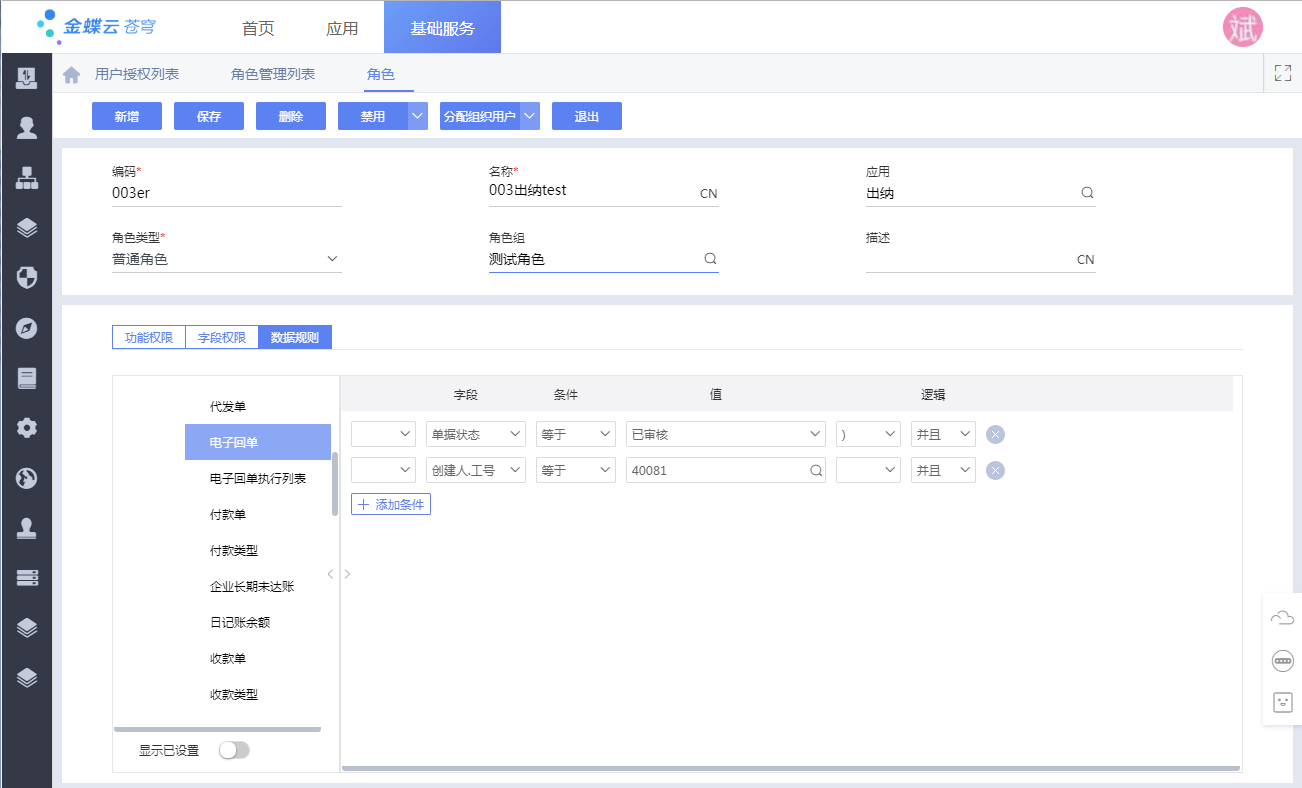 金蝶云 苍穹 首页 应用 基础服务 斌
用户授权列表 角色管理列表 角色
新增 保存 删除 禁用 分配组织用户 退出
编码* 名称* 应用
003er 003出纳test CN 出纳
角色类型* 角色组 描述
普通角色 测试角色 CN
功能权限 字段权限 数据规则
字段 条件 值 逻辑
代发单
电子回单
电子回单执行列表
付款单
付款类型
企业长期未达账
日记账余额
收款单
收款类型
显示已设置
单据状态 等于 已审核 ) 并且
创建人.工号 等于 40081 并且
+ 添加条件